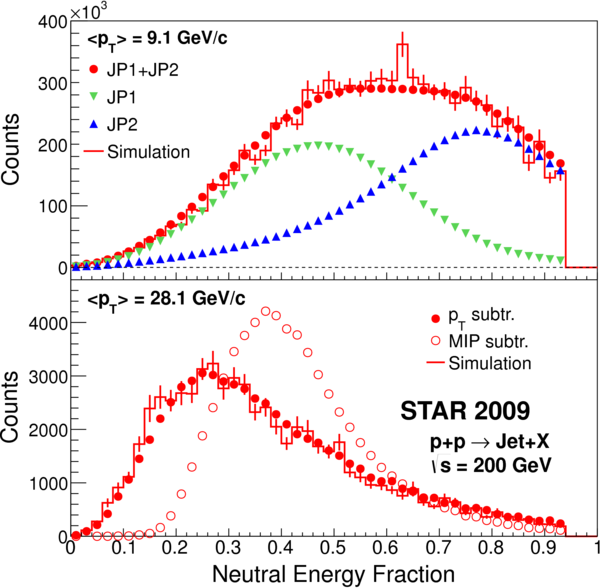 ×10³
400
300
200
100
0
Counts
<p_T> = 9.1 GeV/c
JP1+JP2
JP1
JP2
Simulation
<p_T> = 28.1 GeV/c
4000
3000
2000
1000
0
Counts
p_T subtr.
MIP subtr.
Simulation
STAR 2009
p+p → Jet+X
√s = 200 GeV
0 0.1 0.2 0.3 0.4 0.5 0.6 0.7 0.8 0.9 1
Neutral Energy Fraction